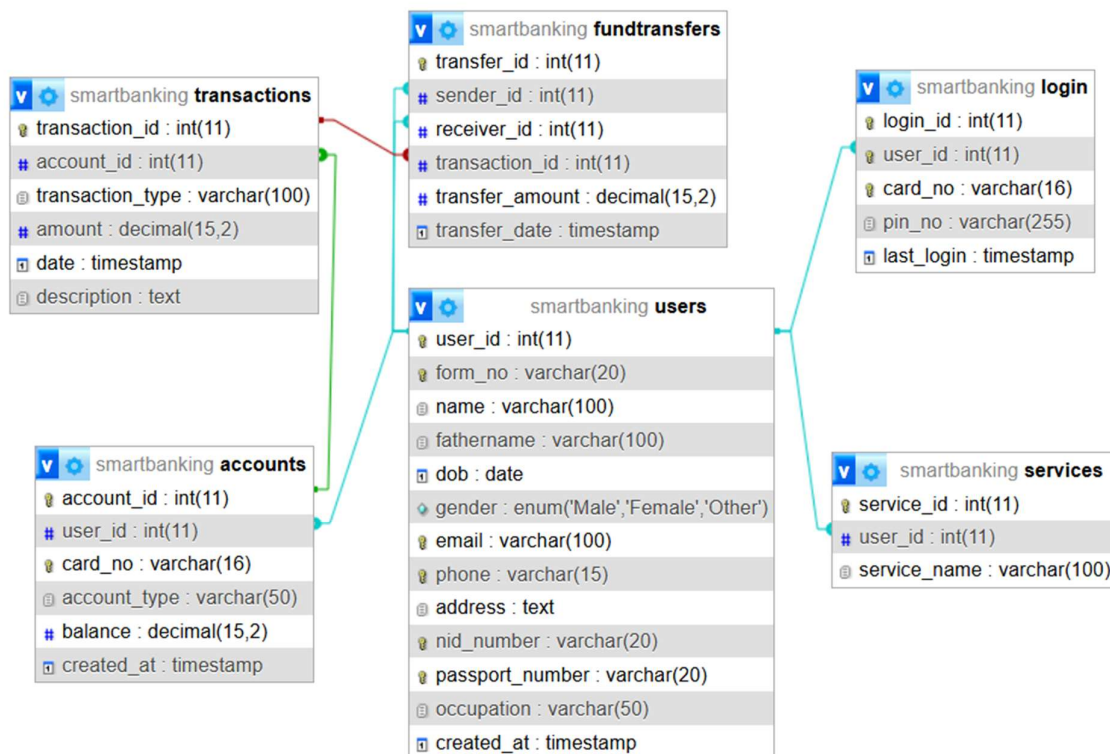 v smartbanking fundtransfers
transfer_id : int(11)
sender_id : int(11)
receiver_id : int(11)
transaction_id : int(11)
transfer_amount : decimal(15,2)
transfer_date : timestamp
v smartbanking transactions
transaction_id : int(11)
account_id : int(11)
transaction_type : varchar(100)
amount : decimal(15,2)
date : timestamp
description : text
v smartbanking login
login_id : int(11)
user_id : int(11)
card_no : varchar(16)
pin_no : varchar(255)
last_login : timestamp
v smartbanking users
user_id : int(11)
form_no : varchar(20)
name : varchar(100)
fathername : varchar(100)
dob : date
gender : enum('Male','Female','Other')
email : varchar(100)
phone : varchar(15)
address : text
nid_number : varchar(20)
passport_number : varchar(20)
occupation : varchar(50)
created_at : timestamp
v smartbanking accounts
account_id : int(11)
user_id : int(11)
card_no : varchar(16)
account_type : varchar(50)
balance : decimal(15,2)
created_at : timestamp
v smartbanking services
service_id : int(11)
user_id : int(11)
service_name : varchar(100)